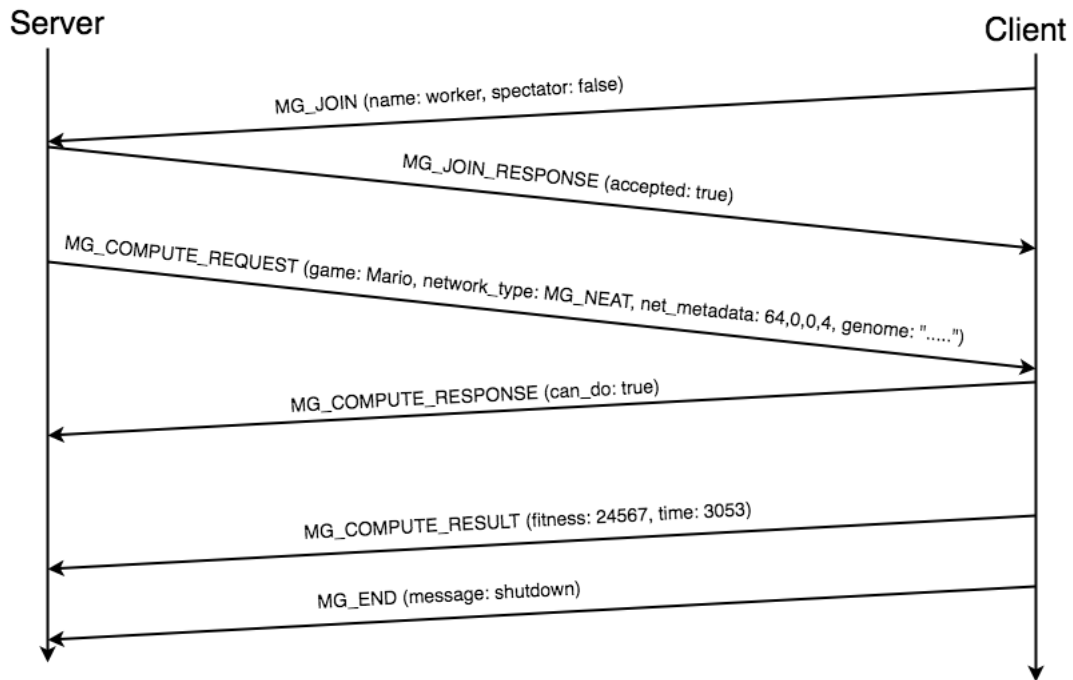 Server
Client
MG_JOIN (name: worker, spectator: false)
MG_JOIN_RESPONSE (accepted: true)
MG_COMPUTE_REQUEST (game: Mario, network_type: MG_NEAT, net_metadata: 64,0,0,4, genome: ".....")
MG_COMPUTE_RESPONSE (can_do: true)
MG_COMPUTE_RESULT (fitness: 24567, time: 3053)
MG_END (message: shutdown)